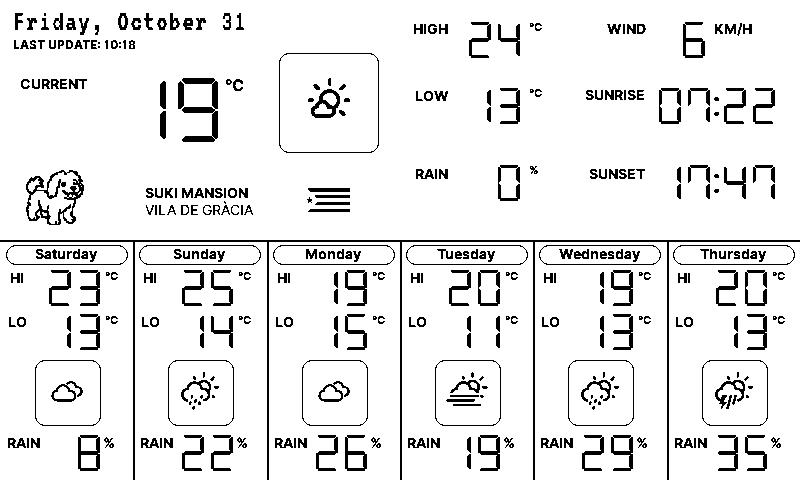 Friday, October 31
LAST UPDATE: 10:18
CURRENT 19 °C
SUKI MANSION
VILA DE GRÀCIA
HIGH 24 °C
LOW 13 °C
RAIN 0 %
WIND 6 KM/H
SUNRISE 07:22
SUNSET 17:47
Saturday
HI 23 °C
LO 13 °C
RAIN 8 %
Sunday
HI 25 °C
LO 14 °C
RAIN 22 %
Monday
HI 19 °C
LO 15 °C
RAIN 26 %
Tuesday
HI 20 °C
LO 11 °C
RAIN 19 %
Wednesday
HI 19 °C
LO 13 °C
RAIN 29 %
Thursday
HI 20 °C
LO 13 °C
RAIN 35 %